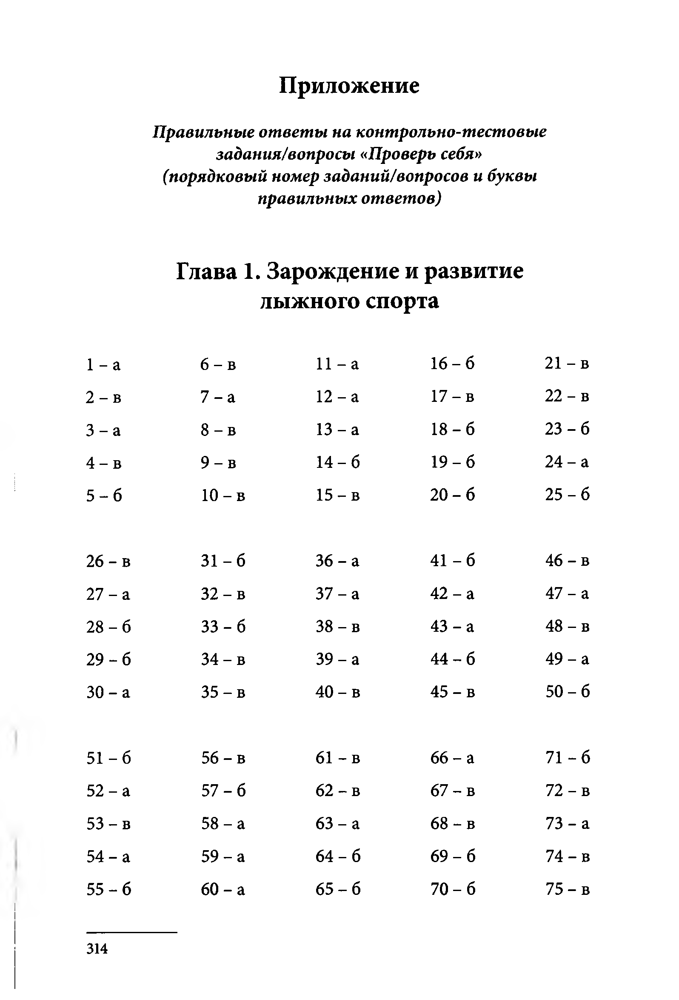 Приложение
Правильные ответы на контрольно-тестовые
задания/вопросы «Проверь себя»
(порядковый номер заданий/вопросов и буквы
правильных ответов)
Глава 1. Зарождение и развитие
лыжного спорта
1 – а 6 – в 11 – а 16 – б 21 – в
2 – в 7 – а 12 – а 17 – в 22 – в
3 – а 8 – в 13 – а 18 – б 23 – б
4 – в 9 – в 14 – б 19 – б 24 – а
5 – б 10 – в 15 – в 20 – б 25 – б
26 – в 31 – б 36 – а 41 – б 46 – в
27 – а 32 – в 37 – а 42 – а 47 – а
28 – б 33 – б 38 – в 43 – а 48 – в
29 – б 34 – в 39 – а 44 – б 49 – а
30 – а 35 – в 40 – в 45 – в 50 – б
51 – б 56 – в 61 – в 66 – а 71 – б
52 – а 57 – б 62 – в 67 – в 72 – в
53 – в 58 – а 63 – а 68 – в 73 – а
54 – а 59 – а 64 – б 69 – б 74 – в
55 – б 60 – а 65 – б 70 – б 75 – в
314